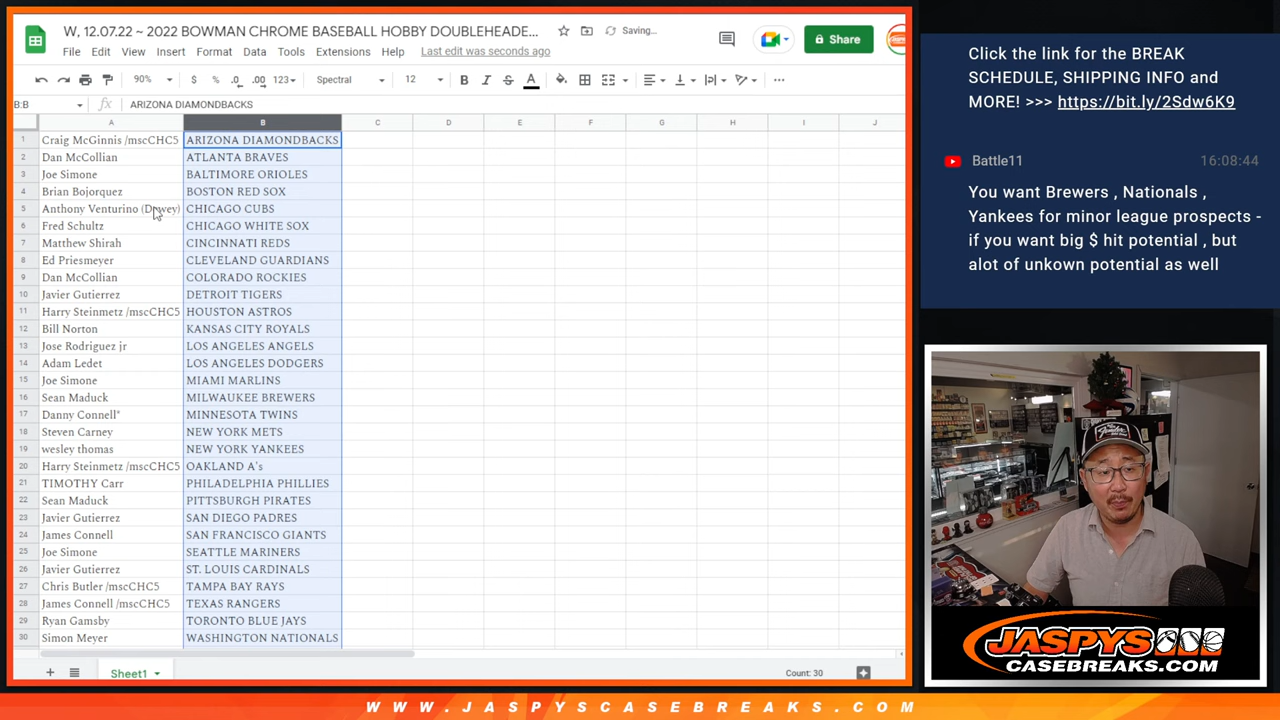 W, 12.07.22 ~ 2022 BOWMAN CHROME BASEBALL HOBBY DOUBLEHEADE...
Saving...
File Edit View Insert Format Data Tools Extensions Help Last edit was seconds ago
Share
90% $ % .0 .00 123 Spectral 12 B I S A
B:B fx ARIZONA DIAMONDBACKS
A B C D E F G H I J
1 Craig McGinnis /mscCHC5 ARIZONA DIAMONDBACKS
2 Dan McCollian ATLANTA BRAVES
3 Joe Simone BALTIMORE ORIOLES
4 Brian Bojorquez BOSTON RED SOX
5 Anthony Venturino (Dewey) CHICAGO CUBS
6 Fred Schultz CHICAGO WHITE SOX
7 Matthew Shirah CINCINNATI REDS
8 Ed Priesmeyer CLEVELAND GUARDIANS
9 Dan McCollian COLORADO ROCKIES
10 Javier Gutierrez DETROIT TIGERS
11 Harry Steinmetz /mscCHC5 HOUSTON ASTROS
12 Bill Norton KANSAS CITY ROYALS
13 Jose Rodriguez jr LOS ANGELES ANGELS
14 Adam Ledet LOS ANGELES DODGERS
15 Joe Simone MIAMI MARLINS
16 Sean Maduck MILWAUKEE BREWERS
17 Danny Connell* MINNESOTA TWINS
18 Steven Carney NEW YORK METS
19 wesley thomas NEW YORK YANKEES
20 Harry Steinmetz /mscCHC5 OAKLAND A's
21 TIMOTHY Carr PHILADELPHIA PHILLIES
22 Sean Maduck PITTSBURGH PIRATES
23 Javier Gutierrez SAN DIEGO PADRES
24 James Connell SAN FRANCISCO GIANTS
25 Joe Simone SEATTLE MARINERS
26 Javier Gutierrez ST. LOUIS CARDINALS
27 Chris Butler /mscCHC5 TAMPA BAY RAYS
28 James Connell /mscCHC5 TEXAS RANGERS
29 Ryan Gamsby TORONTO BLUE JAYS
30 Simon Meyer WASHINGTON NATIONALS
Sheet1
Count: 30
Click the link for the BREAK
SCHEDULE, SHIPPING INFO and
MORE! >>> https://bit.ly/2Sdw6K9
Battle11 16:08:44
You want Brewers , Nationals ,
Yankees for minor league prospects -
if you want big $ hit potential , but
alot of unkown potential as well
Fender
JASPYS
CASEBREAKS.COM
WWW.JASPYSCASEBREAKS.COM